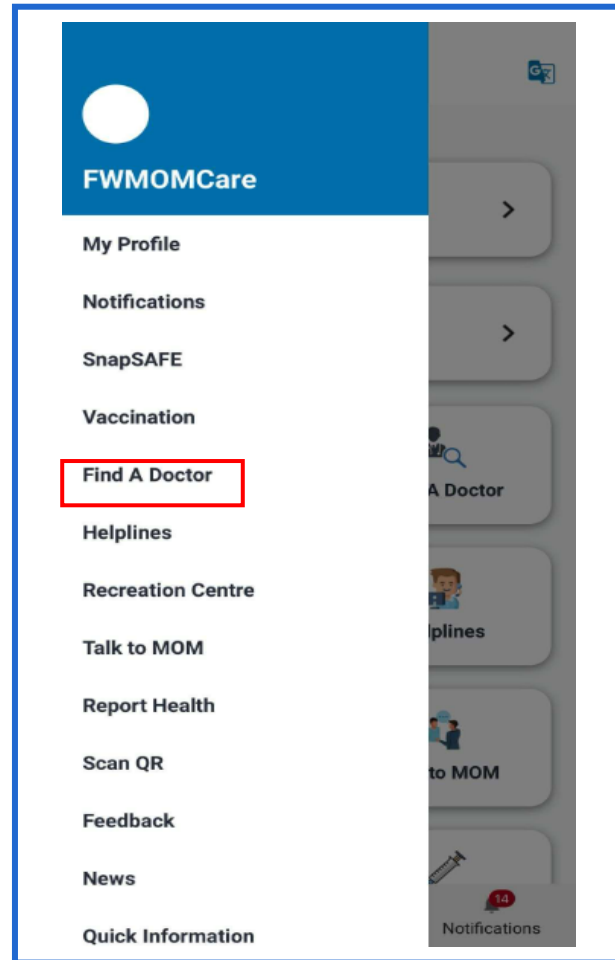 FWMOMCare
My Profile
Notifications
SnapSAFE
Vaccination
Find A Doctor
Helplines
Recreation Centre
Talk to MOM
Report Health
Scan QR
Feedback
News
Quick Information
A Doctor
lplines
to MOM
14
Notifications